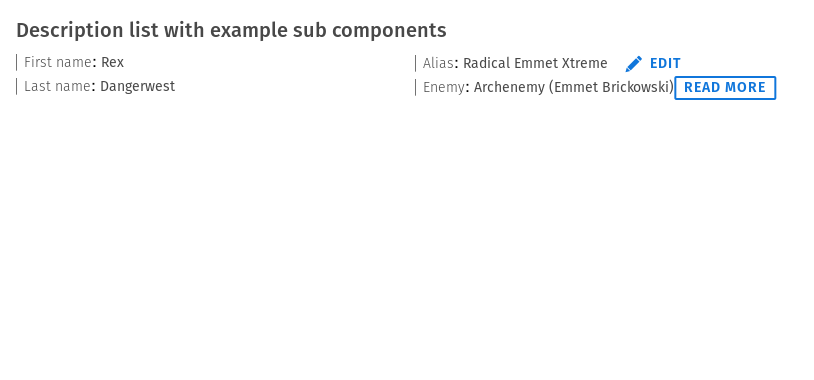 Description list with example sub components
First name: Rex
Last name: Dangerwest
Alias: Radical Emmet Xtreme EDIT
Enemy: Archenemy (Emmet Brickowski) READ MORE